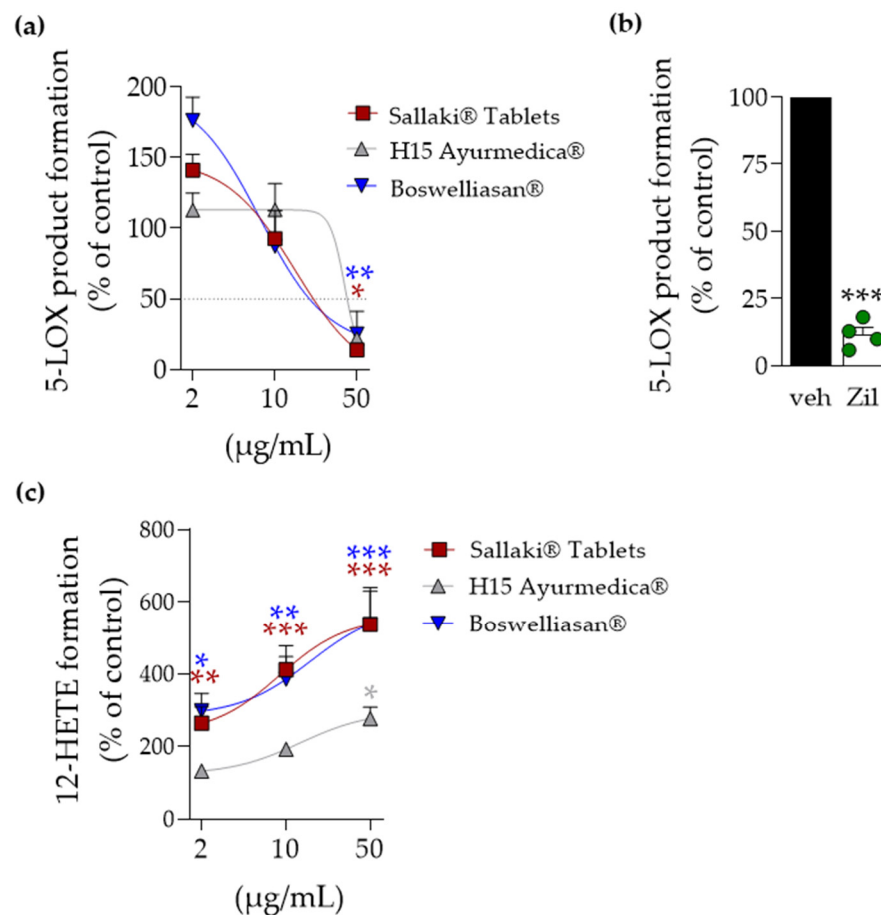 (a)
5-LOX product formation
(% of control)
200
150
100
50
0
2
10
50
(µg/mL)
**
*
Sallaki® Tablets
H15 Ayurmedica®
Boswelliasan®
(b)
5-LOX product formation
(% of control)
100
75
50
25
0
***
veh
Zil
(c)
12-HETE formation
(% of control)
800
600
400
200
0
2
10
50
(µg/mL)
*
**
**
***
***
***
*
Sallaki® Tablets
H15 Ayurmedica®
Boswelliasan®